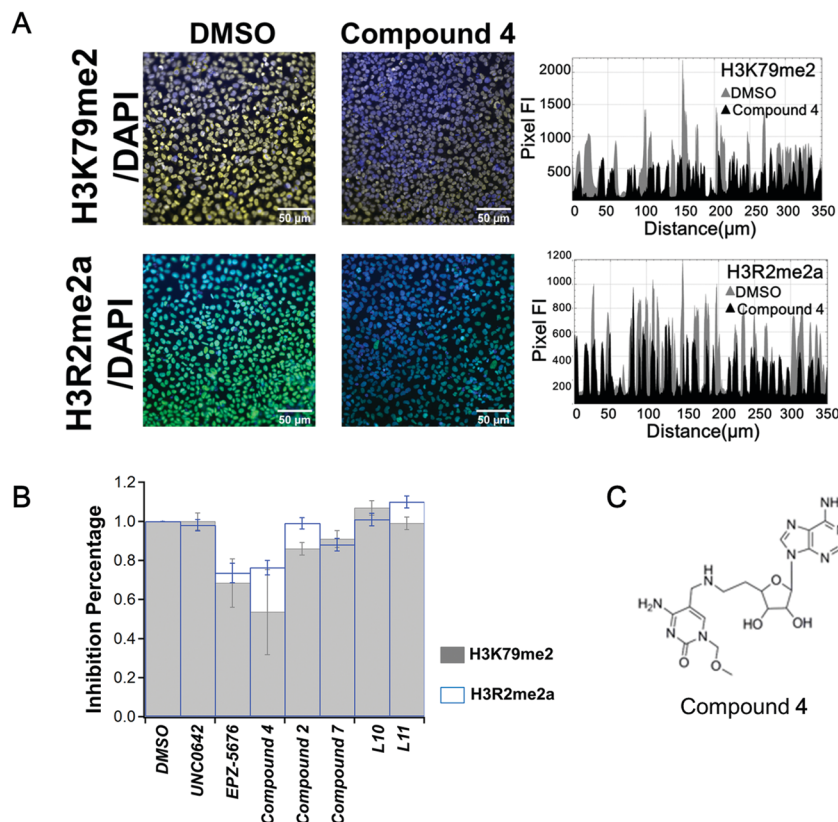 A
DMSO
Compound 4
H3K79me2
/DAPI
50 µm
50 µm
Pixel FI
2000
1500
1000
500
H3K79me2
DMSO
Compound 4
0 50 100 150 200 250 300 350
Distance(µm)
H3R2me2a
/DAPI
50 µm
50 µm
Pixel FI
1200
1000
800
600
400
200
H3R2me2a
DMSO
Compound 4
0 50 100 150 200 250 300 350
Distance(µm)
B
Inhibition Percentage
1.2
1.0
0.8
0.6
0.4
0.2
0.0
DMSO
UNC0642
EPZ-5676
Compound 4
Compound 2
Compound 7
L10
L11
H3K79me2
H3R2me2a
C
NH
N
N
N
N
H
N
O
H₂N
HO
OH
N
N
O
O
Compound 4